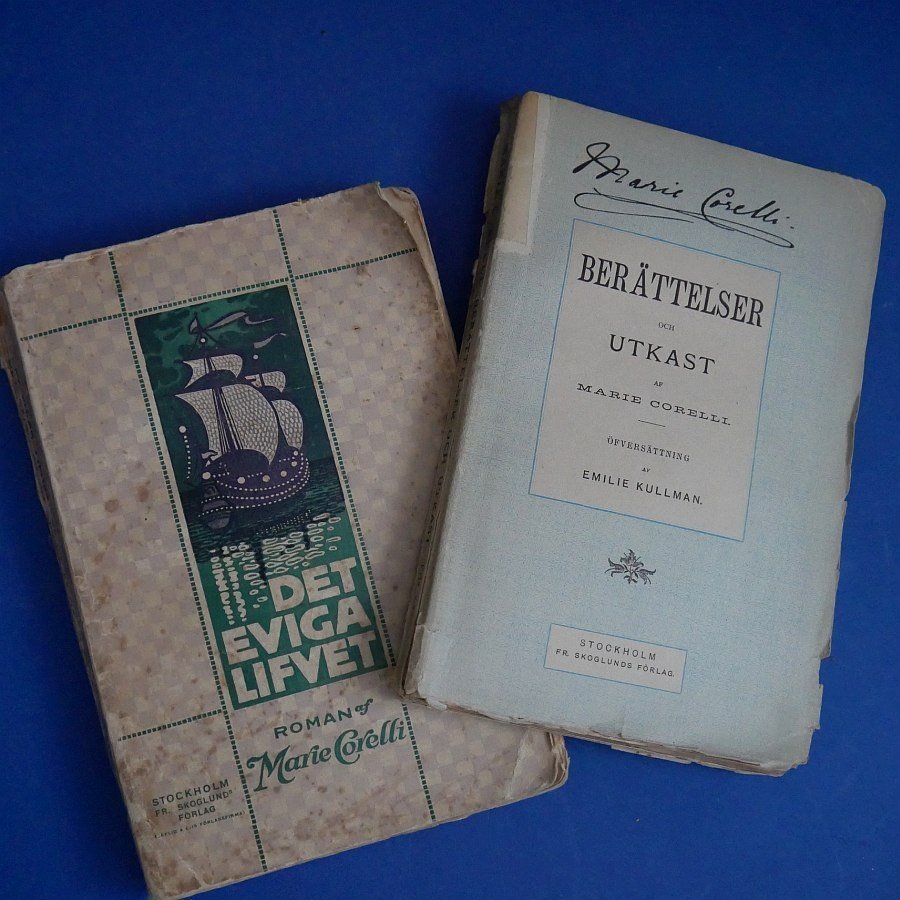 DET
EVIGA
LIFVET
ROMAN af
Marie Corelli
STOCKHOLM
FR. SKOGLUNDS
FÖRLAG
Marie Corelli.
BERÄTTELSER
OCH
UTKAST
AF
MARIE CORELLI.
ÖFVERSÄTTNING
AF
EMILIE KULLMAN.
STOCKHOLM
FR. SKOGLUNDS FÖRLAG.